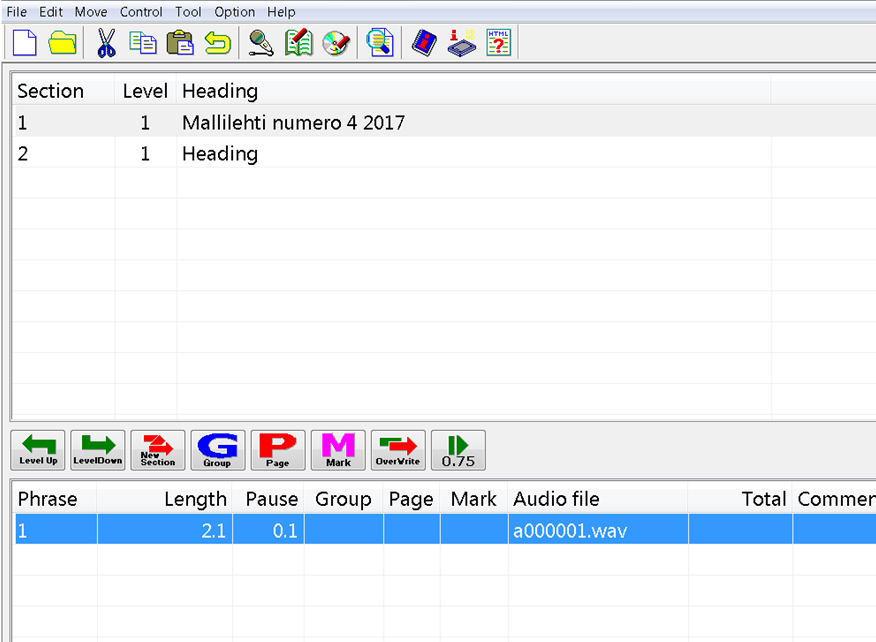 File Edit Move Control Tool Option Help
HTML
Section Level Heading
1 1 Mallilehti numero 4 2017
2 1 Heading
Level Up LevelDown New Section G Group P Page M Mark OverWrite 0.75
Phrase Length Pause Group Page Mark Audio file Total Commen
1 2.1 0.1 a000001.wav